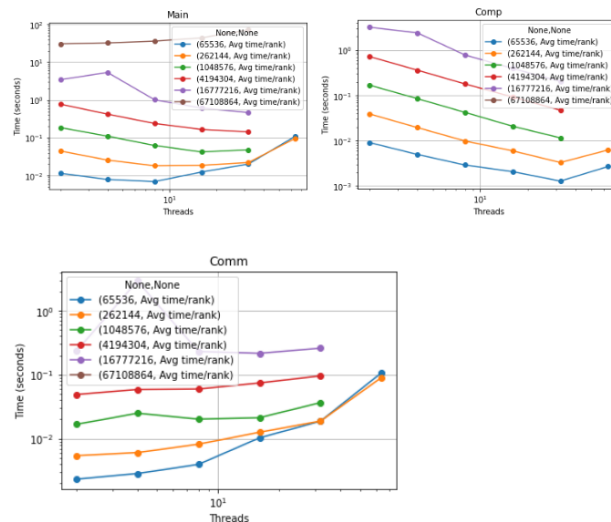 Main
Time (seconds)
10²
10¹
10⁰
10⁻¹
10⁻²
None,None
(65536, Avg time/rank)
(262144, Avg time/rank)
(1048576, Avg time/rank)
(4194304, Avg time/rank)
(16777216, Avg time/rank)
(67108864, Avg time/rank)
10¹
Threads
Comp
Time (seconds)
10⁰
10⁻¹
10⁻²
10⁻³
None,None
(65536, Avg time/rank)
(262144, Avg time/rank)
(1048576, Avg time/rank)
(4194304, Avg time/rank)
(16777216, Avg time/rank)
(67108864, Avg time/rank)
10¹
Threads
Comm
Time (seconds)
10⁰
10⁻¹
10⁻²
None,None
(65536, Avg time/rank)
(262144, Avg time/rank)
(1048576, Avg time/rank)
(4194304, Avg time/rank)
(16777216, Avg time/rank)
(67108864, Avg time/rank)
10¹
Threads